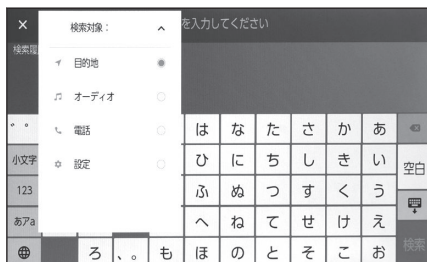 検索対象：
を入力してください
検索履
目的地
オーディオ
電話
設定
゛゜ は な た さ か あ
小文字 ひ に ち し き い 空白
123 ふ ぬ つ す く う
あアa へ ね て せ け え
ろ 、。 も ほ の と そ こ お 検索